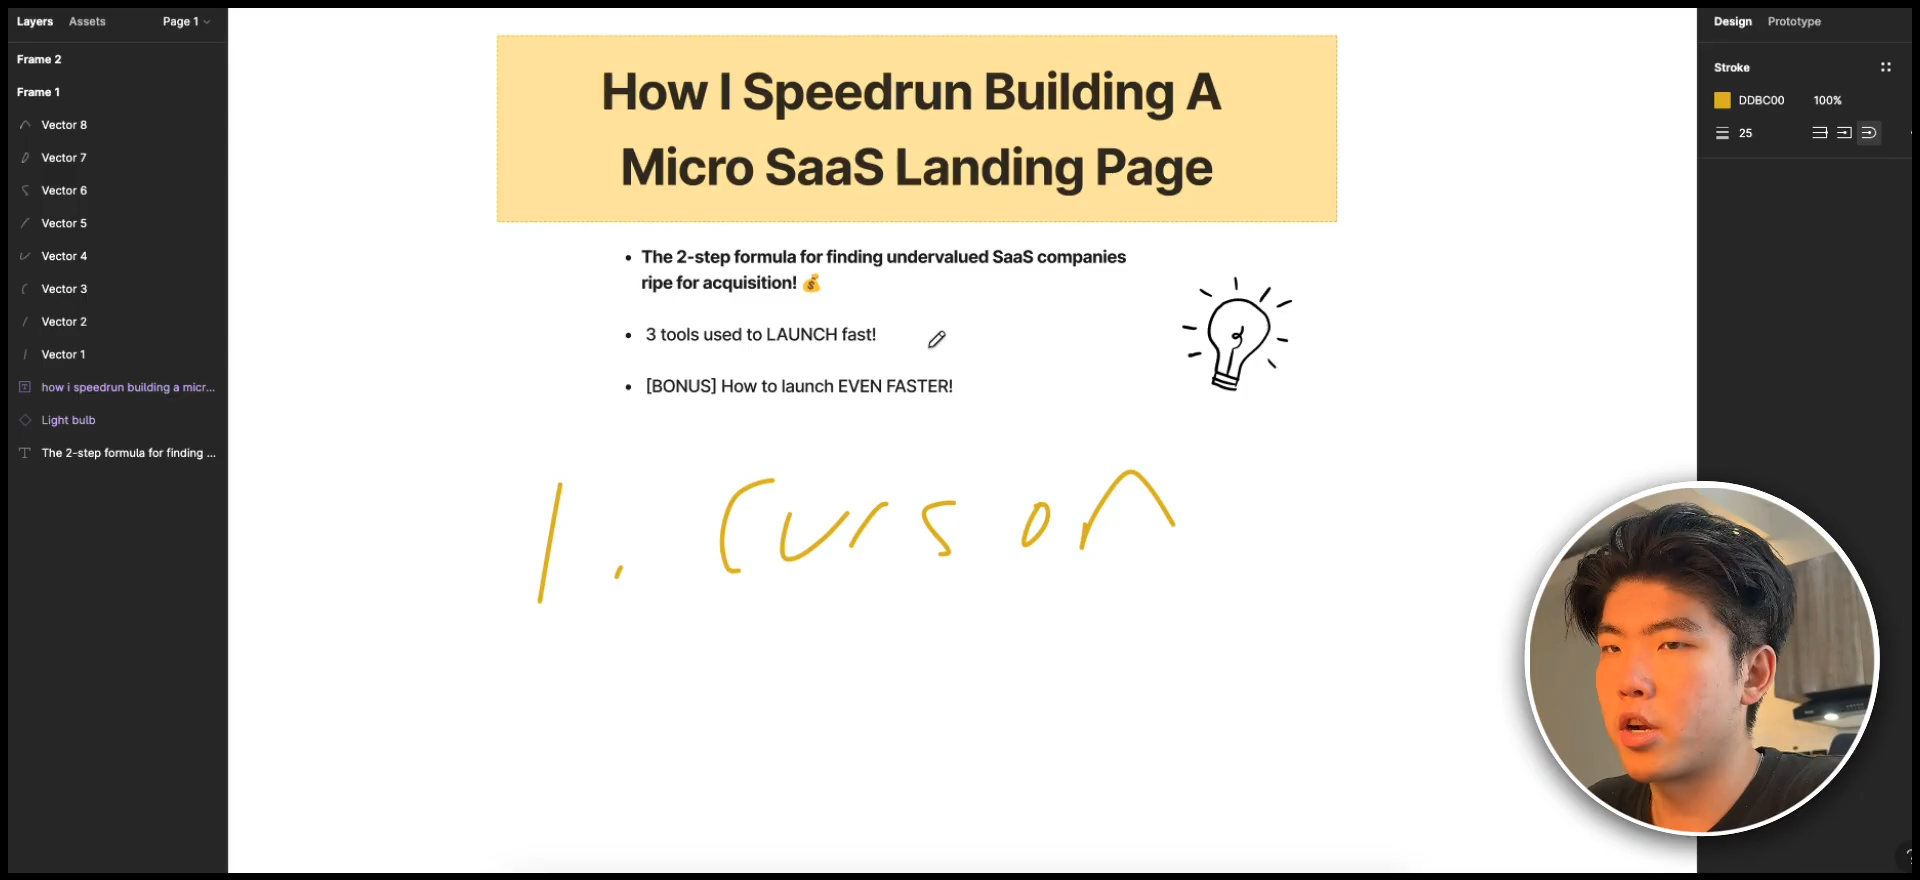 Layers Assets Page 1
Frame 2
Frame 1
Vector 8
Vector 7
Vector 6
Vector 5
Vector 4
Vector 3
Vector 2
Vector 1
how i speedrun building a micr...
Light bulb
The 2-step formula for finding ...
How I Speedrun Building A
Micro SaaS Landing Page
• The 2-step formula for finding undervalued SaaS companies
ripe for acquisition! 💰
• 3 tools used to LAUNCH fast!
• [BONUS] How to launch EVEN FASTER!
1. Cursor
Design Prototype
Stroke
DDBC00 100%
25
?